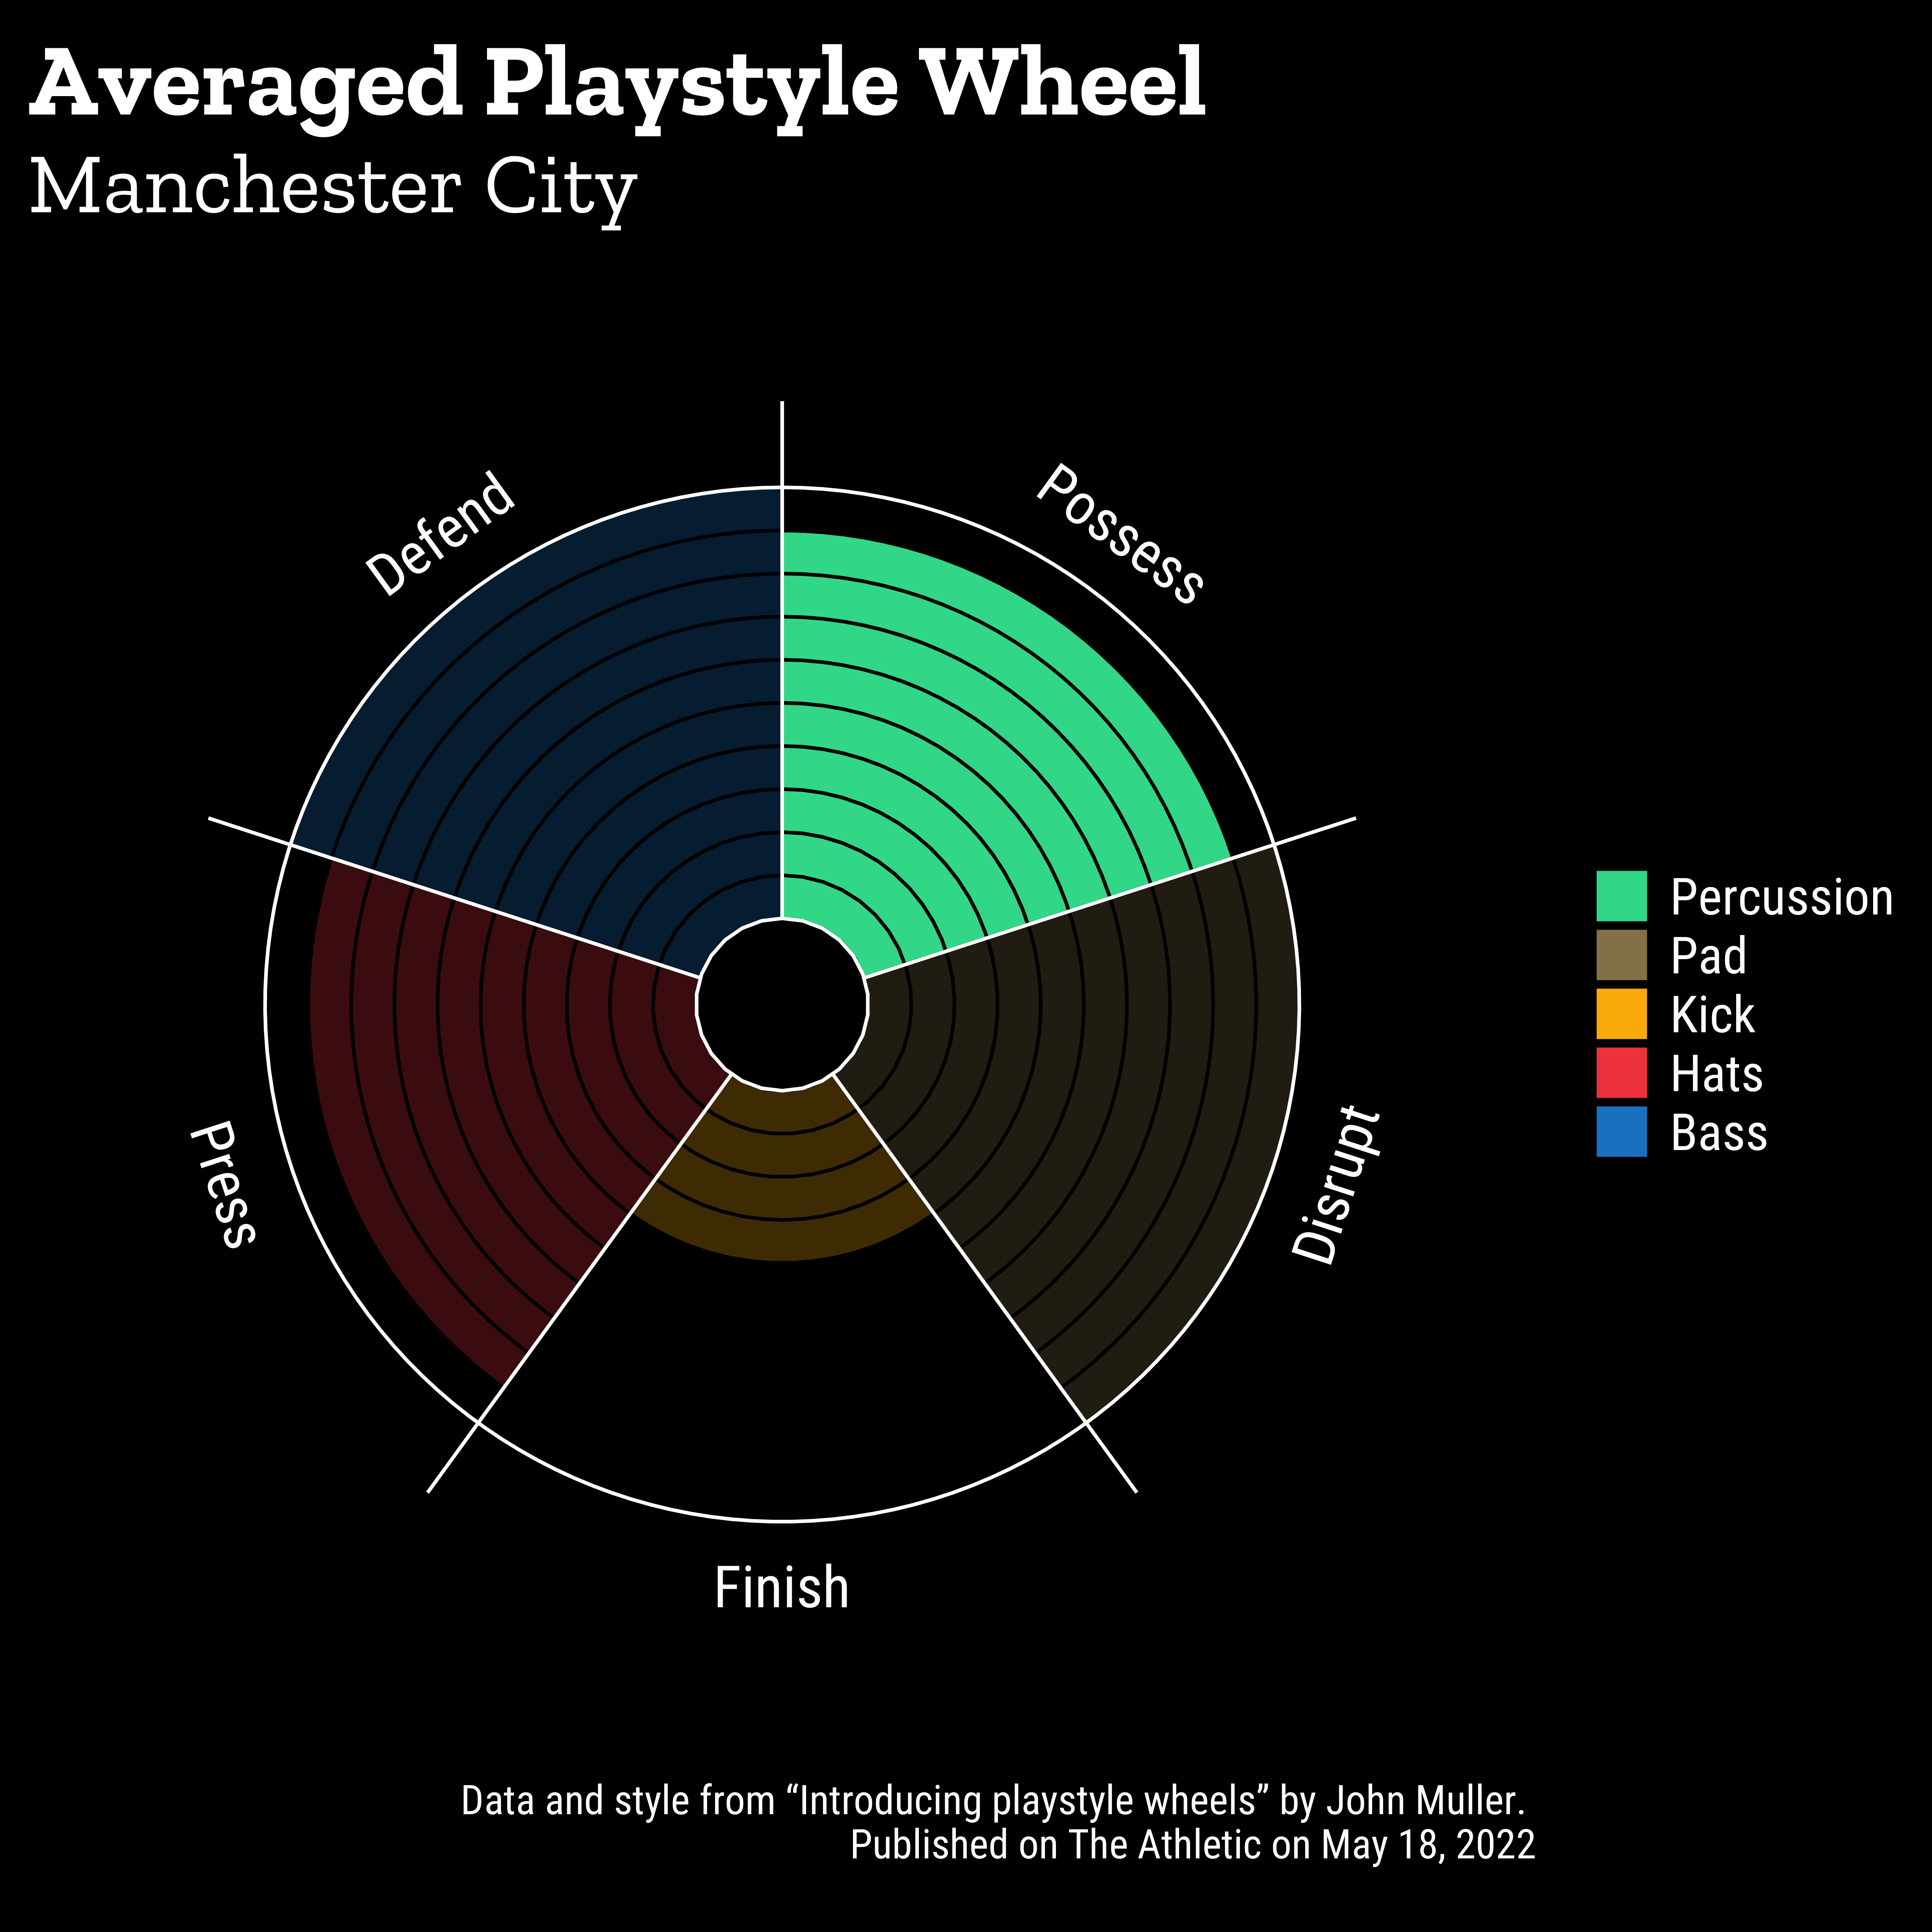 Averaged Playstyle Wheel
Manchester City
Defend
Possess
Press
Disrupt
Finish
Percussion
Pad
Kick
Hats
Bass
Data and style from “Introducing playstyle wheels” by John Muller.
Published on The Athletic on May 18, 2022